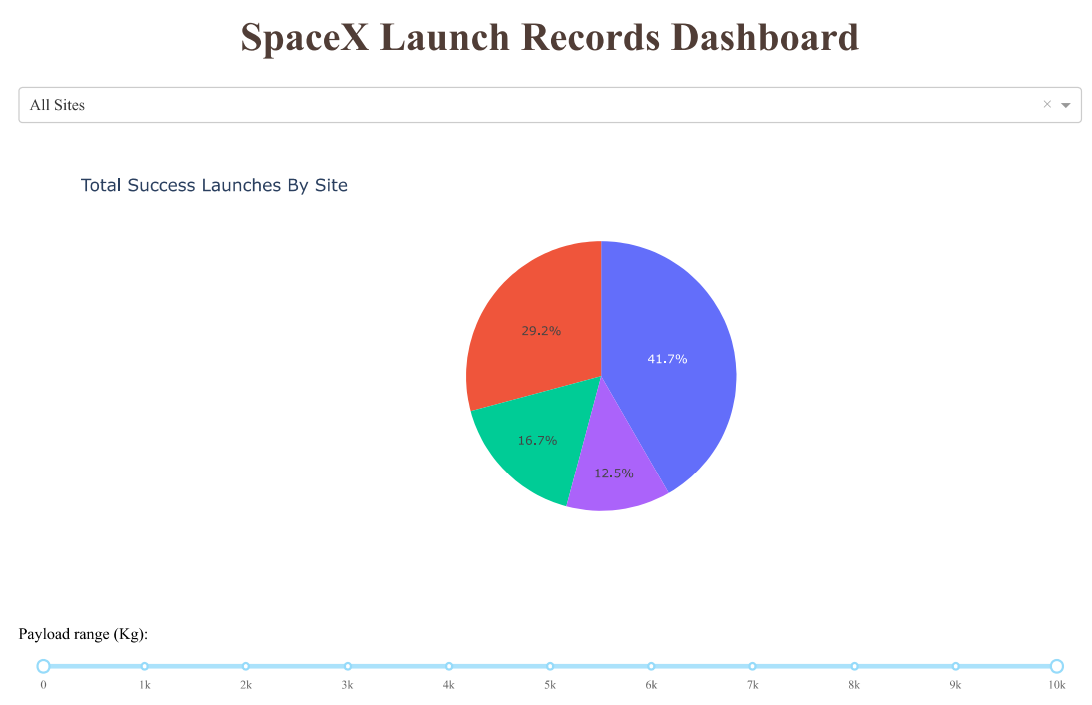 SpaceX Launch Records Dashboard
All Sites ×
Total Success Launches By Site
29.2%
41.7%
16.7%
12.5%
Payload range (Kg):
0 1k 2k 3k 4k 5k 6k 7k 8k 9k 10k